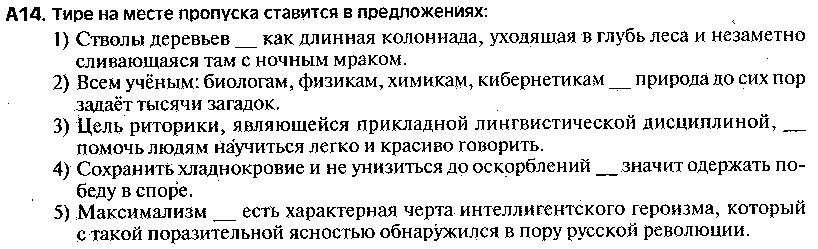 А14. Тире на месте пропуска ставится в предложениях:
1) Стволы деревьев __ как длинная колоннада, уходящая в глубь леса и незаметно
сливающаяся там с ночным мраком.
2) Всем учёным: биологам, физикам, химикам, кибернетикам __ природа до сих пор
задаёт тысячи загадок.
3) Цель риторики, являющейся прикладной лингвистической дисциплиной, __
помочь людям научиться легко и красиво говорить.
4) Сохранить хладнокровие и не унизиться до оскорблений __ значит одержать по-
беду в споре.
5) Максимализм __ есть характерная черта интеллигентского героизма, который
с такой поразительной ясностью обнаружился в пору русской революции.